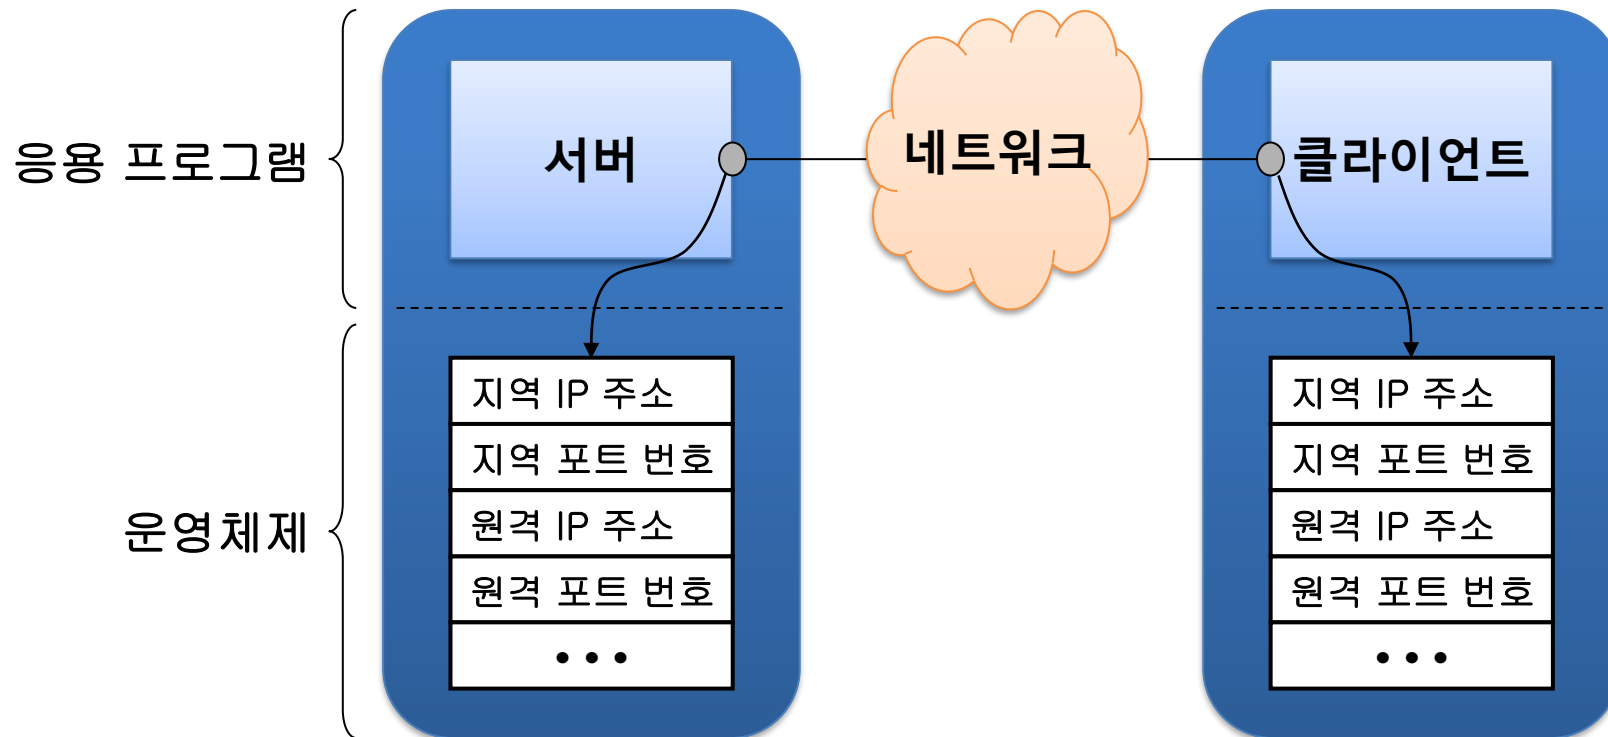 응용 프로그램
서버
네트워크
클라이언트
운영체제
지역 IP 주소
지역 포트 번호
원격 IP 주소
원격 포트 번호
•••
지역 IP 주소
지역 포트 번호
원격 IP 주소
원격 포트 번호
•••